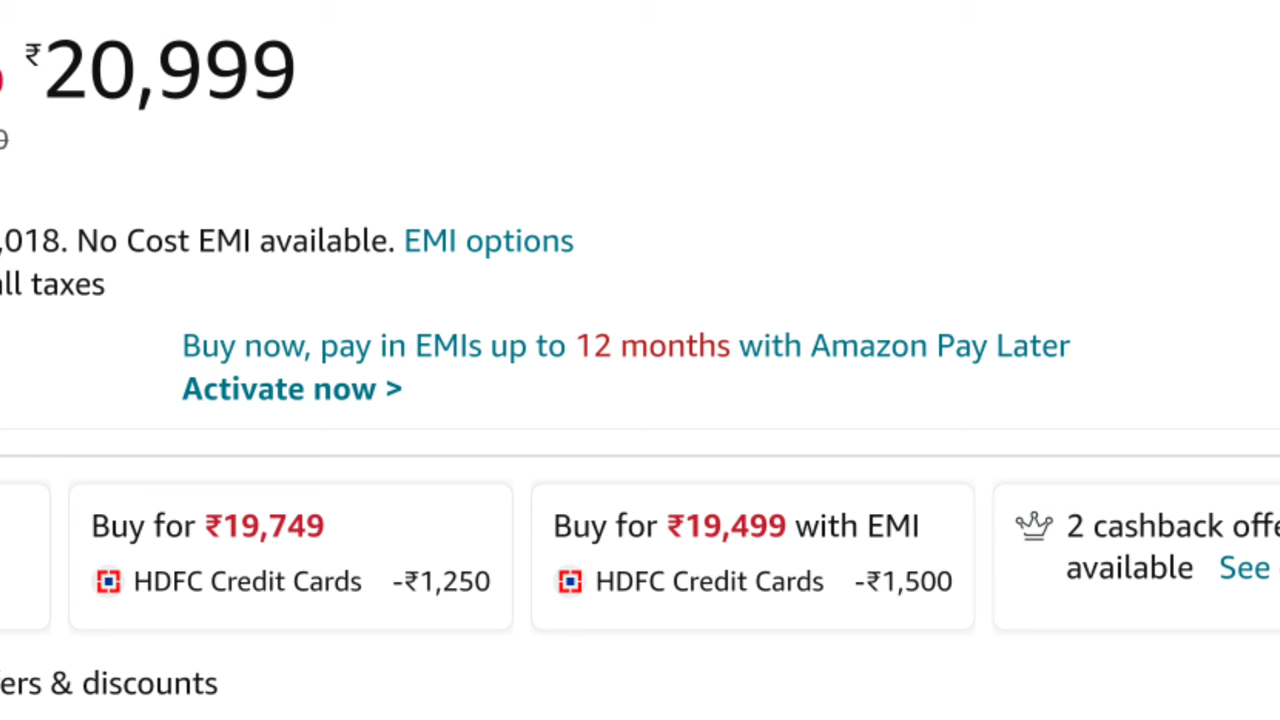 ₹20,999
,018. No Cost EMI available. EMI options
all taxes
Buy now, pay in EMIs up to 12 months with Amazon Pay Later
Activate now >
Buy for ₹19,749
HDFC Credit Cards -₹1,250
Buy for ₹19,499 with EMI
HDFC Credit Cards -₹1,500
2 cashback offe
available See
ers & discounts